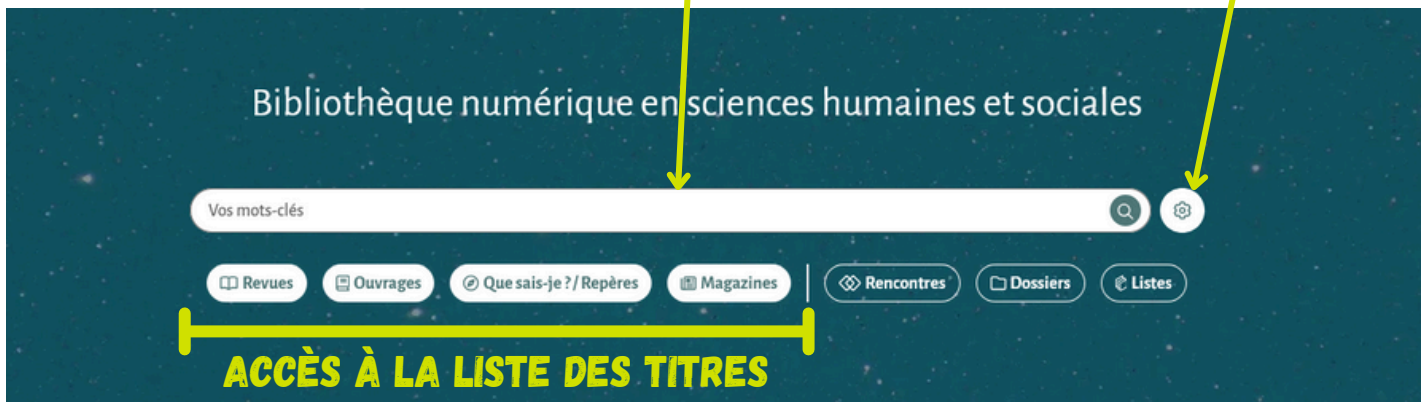 Bibliothèque numérique en sciences humaines et sociales
Vos mots-clés
Revues Ouvrages Que sais-je ? / Repères Magazines Rencontres Dossiers Listes
ACCÈS À LA LISTE DES TITRES